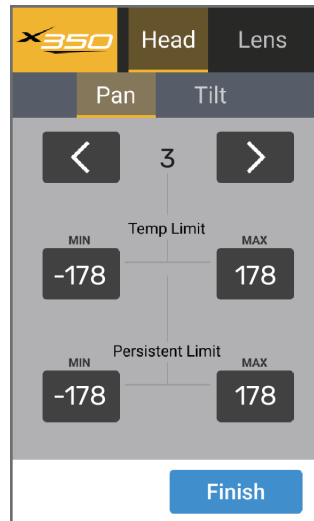 x350 Head Lens
Pan Tilt
< 3 >
Temp Limit
MIN MAX
-178 178
Persistent Limit
MIN MAX
-178 178
Finish